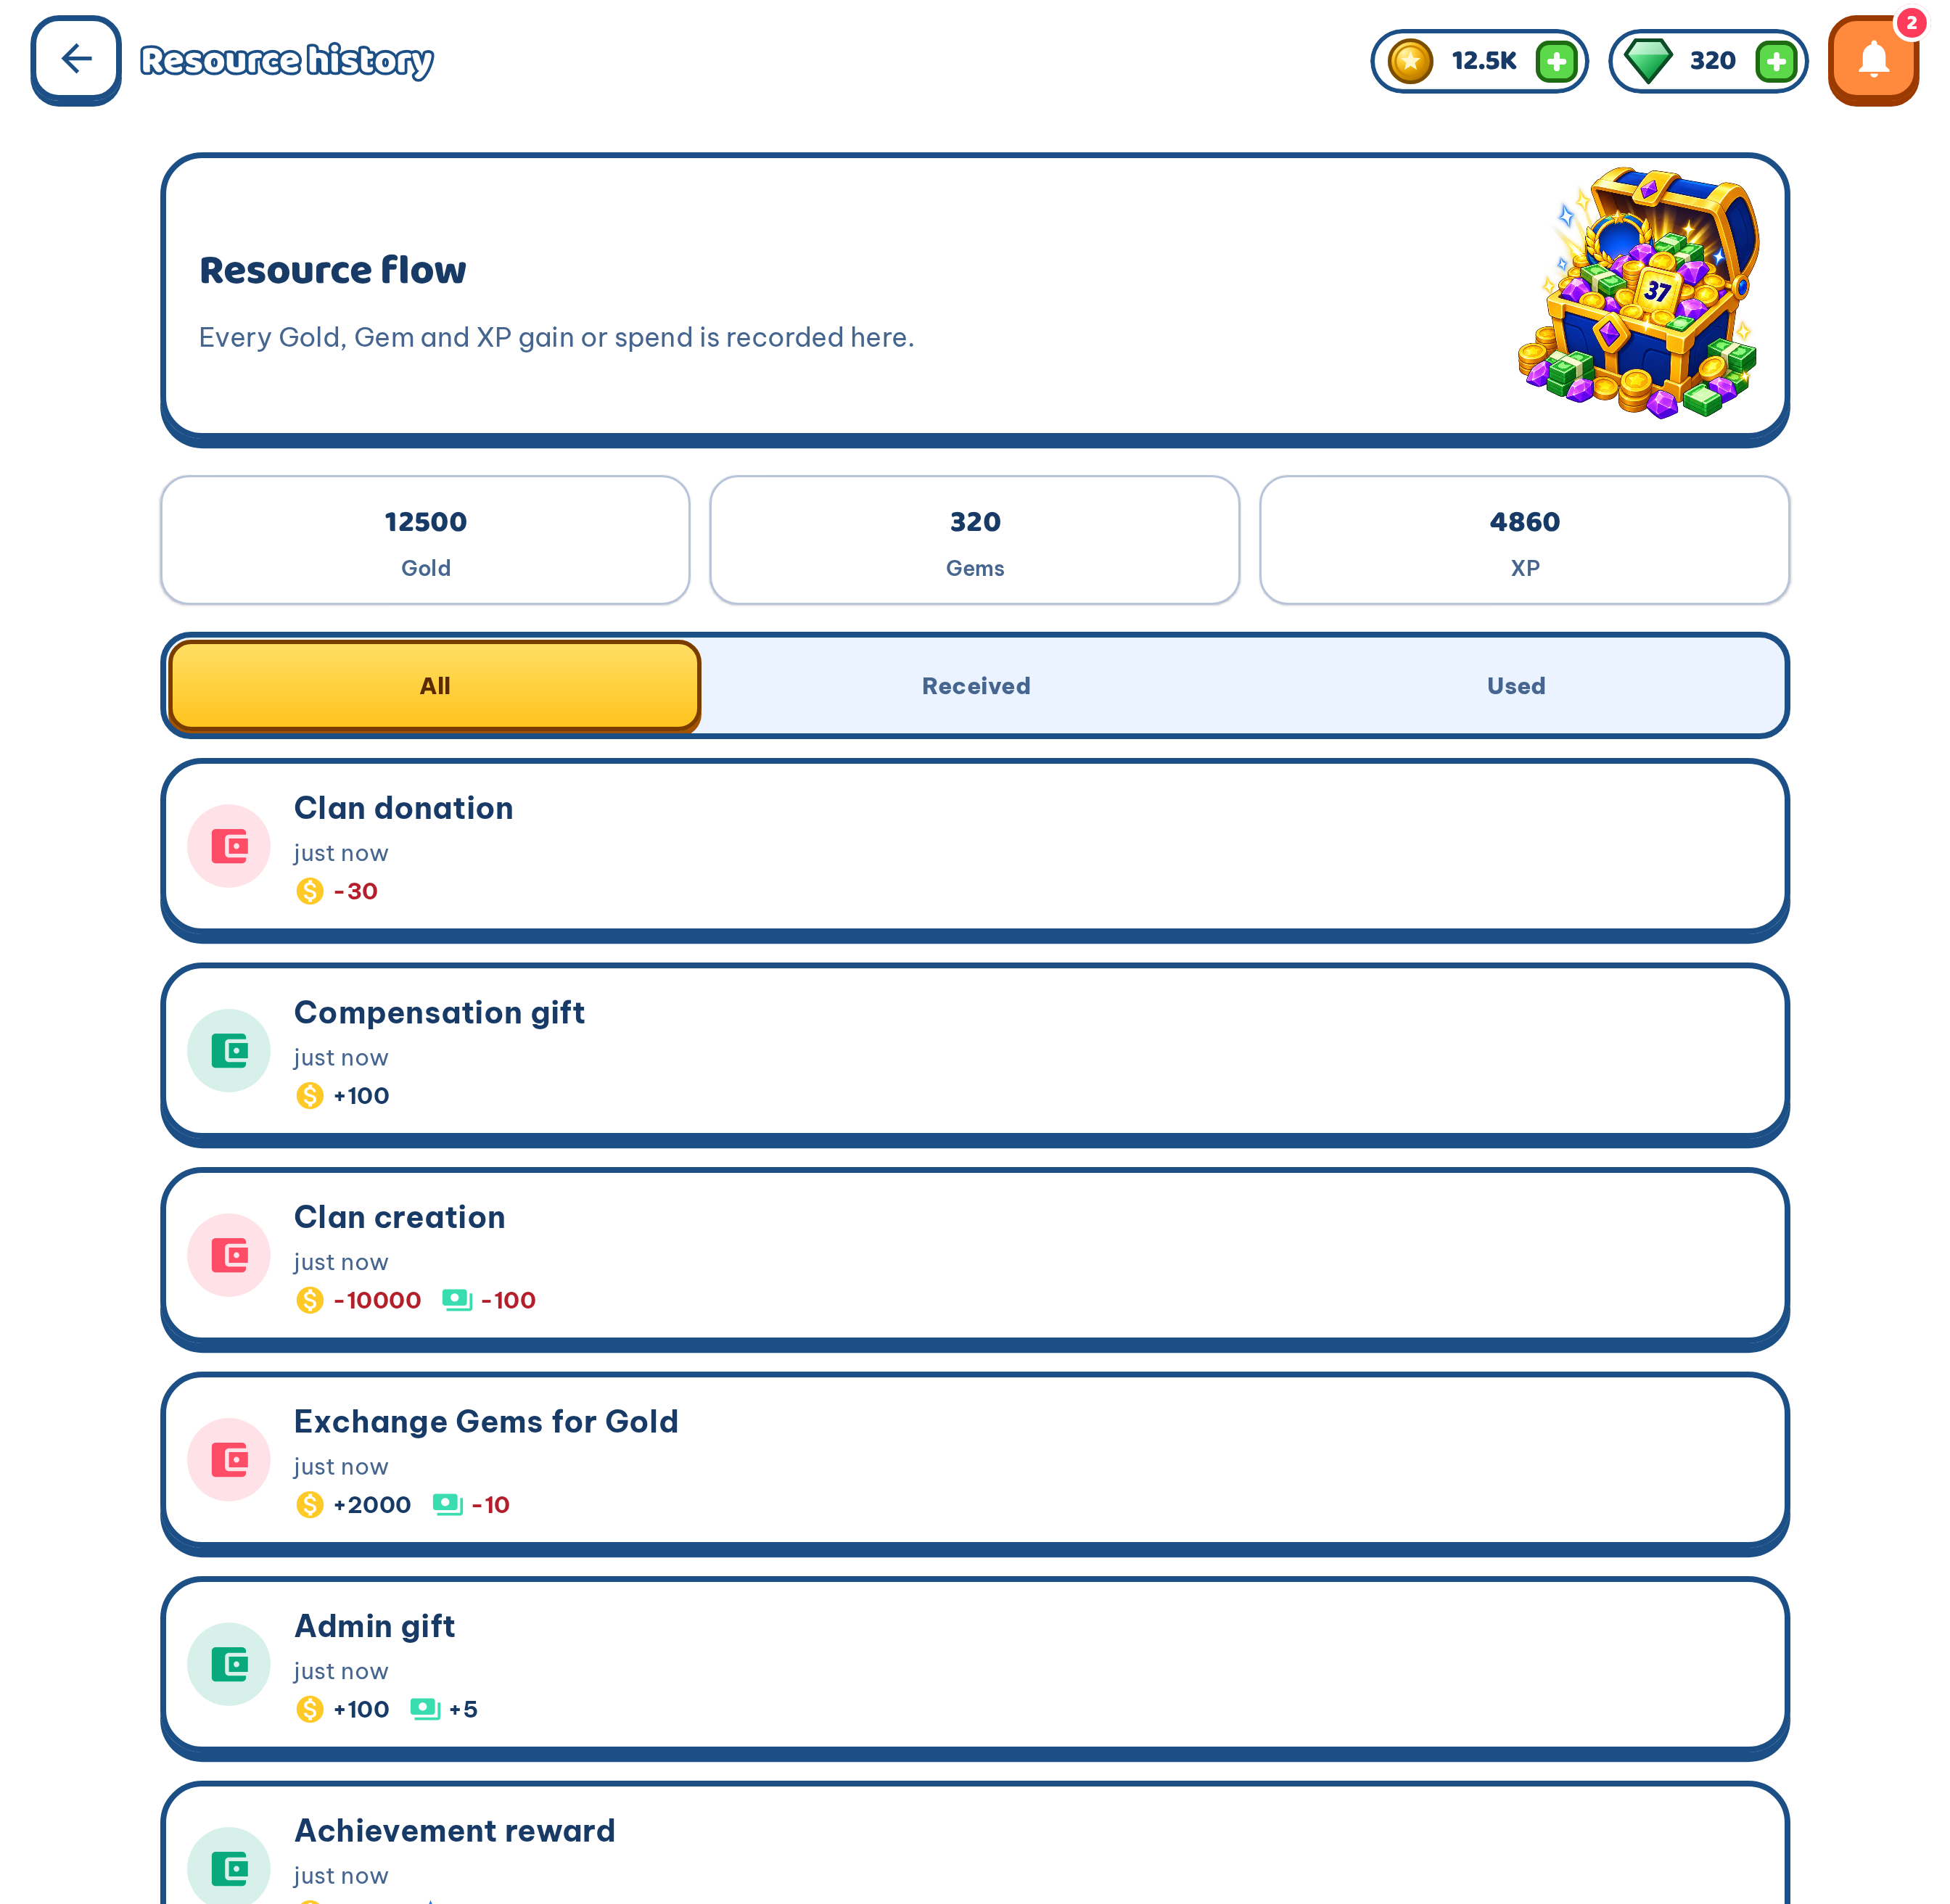 Resource history
12.5K
320
2
Resource flow
Every Gold, Gem and XP gain or spend is recorded here.
37
12500
Gold
320
Gems
4860
XP
All
Received
Used
Clan donation
just now
-30
Compensation gift
just now
+100
Clan creation
just now
-10000 -100
Exchange Gems for Gold
just now
+2000 -10
Admin gift
just now
+100 +5
Achievement reward
just now